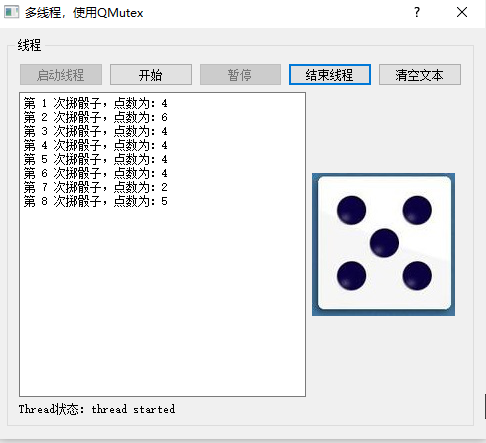 多线程，使用QMutex
线程
启动线程 开始 暂停 结束线程 清空文本
第 1 次掷骰子，点数为：4
第 2 次掷骰子，点数为：6
第 3 次掷骰子，点数为：4
第 4 次掷骰子，点数为：4
第 5 次掷骰子，点数为：4
第 6 次掷骰子，点数为：4
第 7 次掷骰子，点数为：2
第 8 次掷骰子，点数为：5
Thread状态：thread started